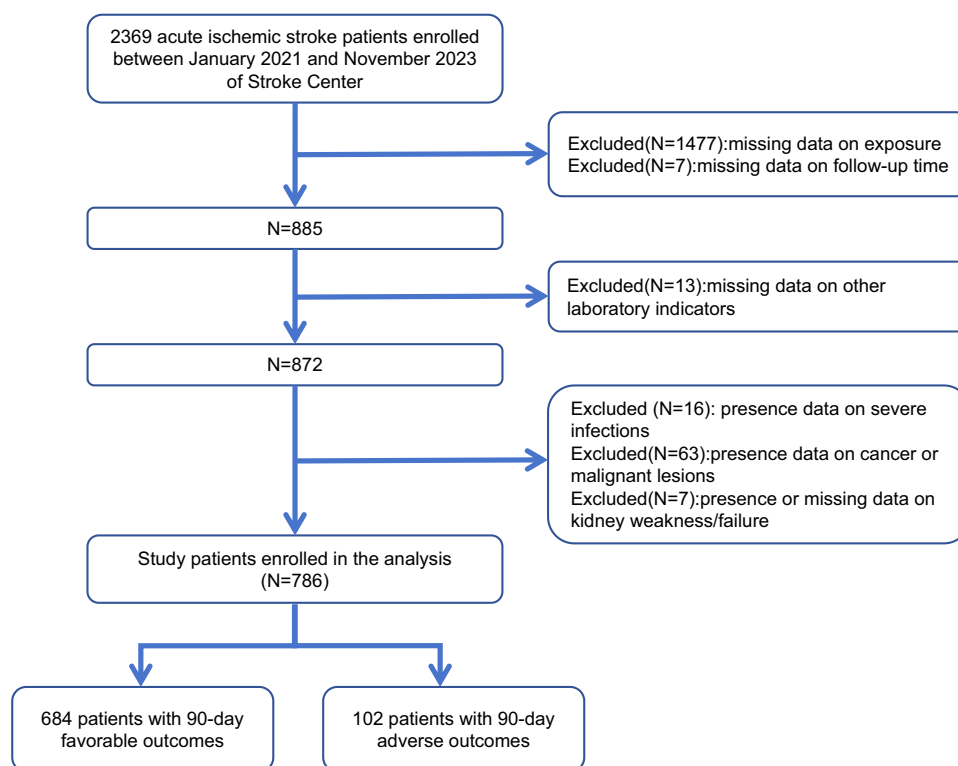 2369 acute ischemic stroke patients enrolled
between January 2021 and November 2023
of Stroke Center
Excluded(N=1477):missing data on exposure
Excluded(N=7):missing data on follow-up time
N=885
Excluded(N=13):missing data on other
laboratory indicators
N=872
Excluded (N=16): presence data on severe
infections
Excluded(N=63):presence data on cancer or
malignant lesions
Excluded(N=7):presence or missing data on
kidney weakness/failure
Study patients enrolled in the analysis
(N=786)
684 patients with 90-day
favorable outcomes
102 patients with 90-day
adverse outcomes